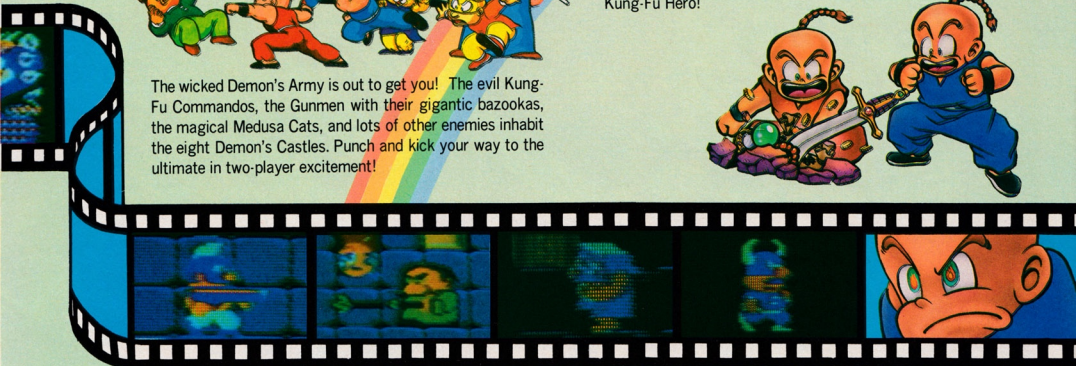 Kung-Fu Hero!
The wicked Demon's Army is out to get you! The evil Kung-
Fu Commandos, the Gunmen with their gigantic bazookas,
the magical Medusa Cats, and lots of other enemies inhabit
the eight Demon's Castles. Punch and kick your way to the
ultimate in two-player excitement!